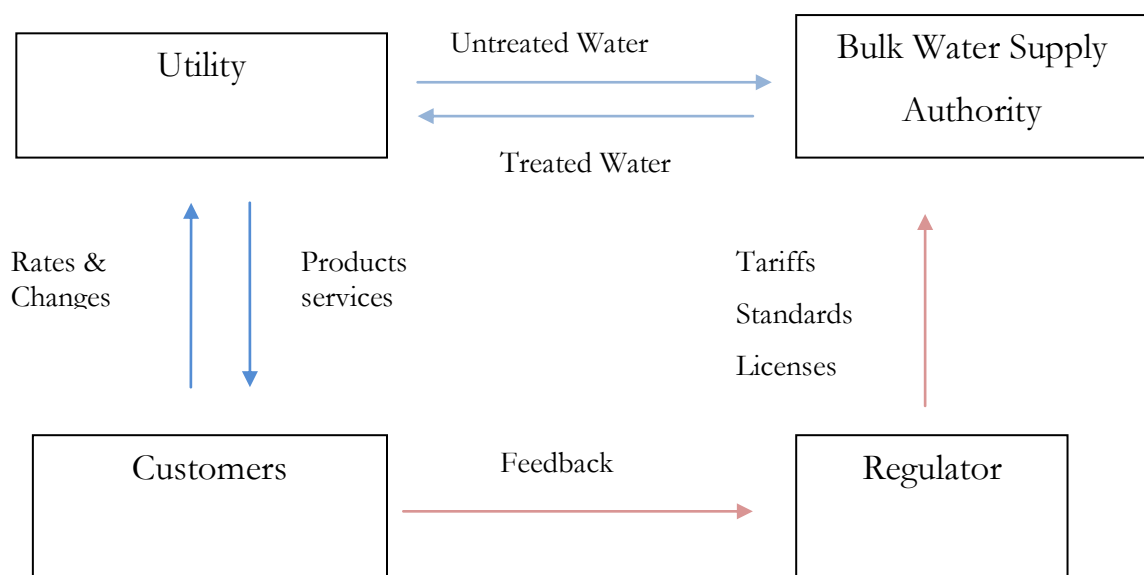 Utility
Untreated Water
Bulk Water Supply
Authority
Treated Water
Rates &
Changes
Products
services
Tariffs
Standards
Licenses
Customers
Feedback
Regulator